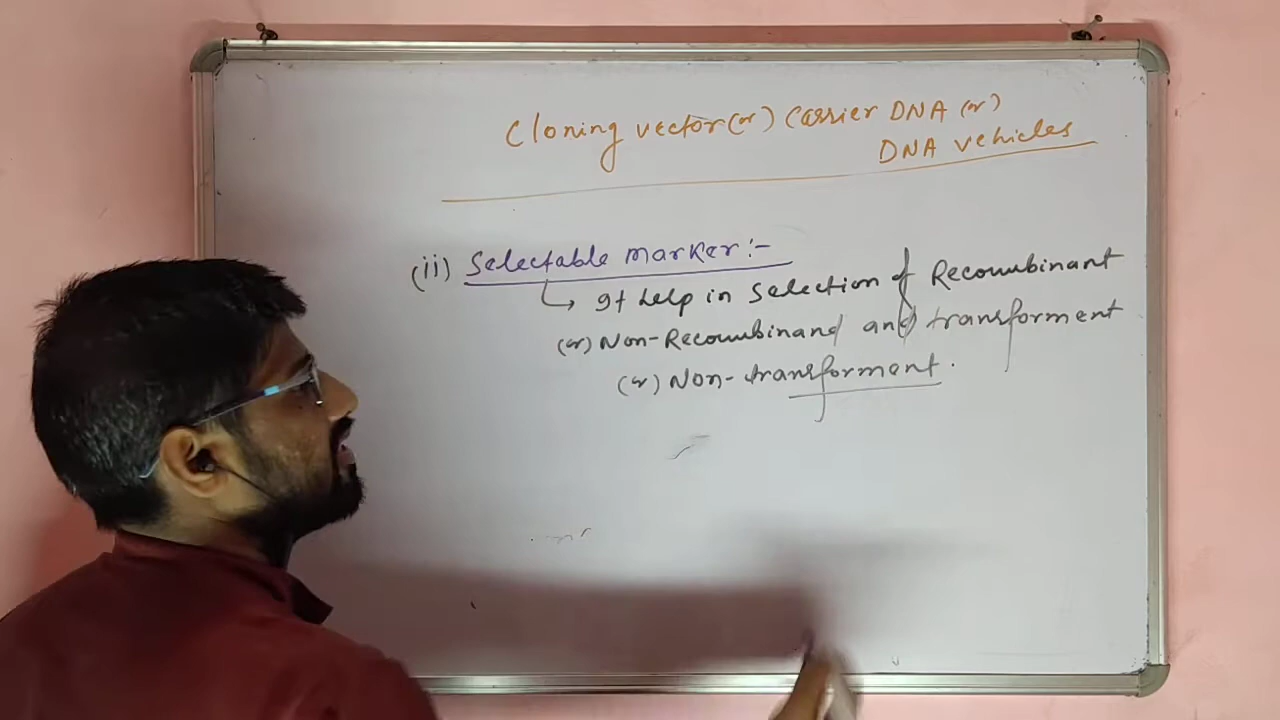 Cloning vector (or) Carrier DNA (or)
DNA vehicles
(ii) Selectable marker :-
It help in selection of Recombinant
(or) Non-Recombinand and transforment
(or) Non-transforment.